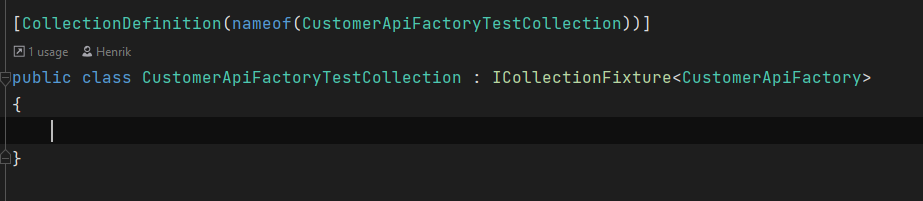 [CollectionDefinition(nameof(CustomerApiFactoryTestCollection))]
1 usage Henrik
public class CustomerApiFactoryTestCollection : ICollectionFixture<CustomerApiFactory>
{
}